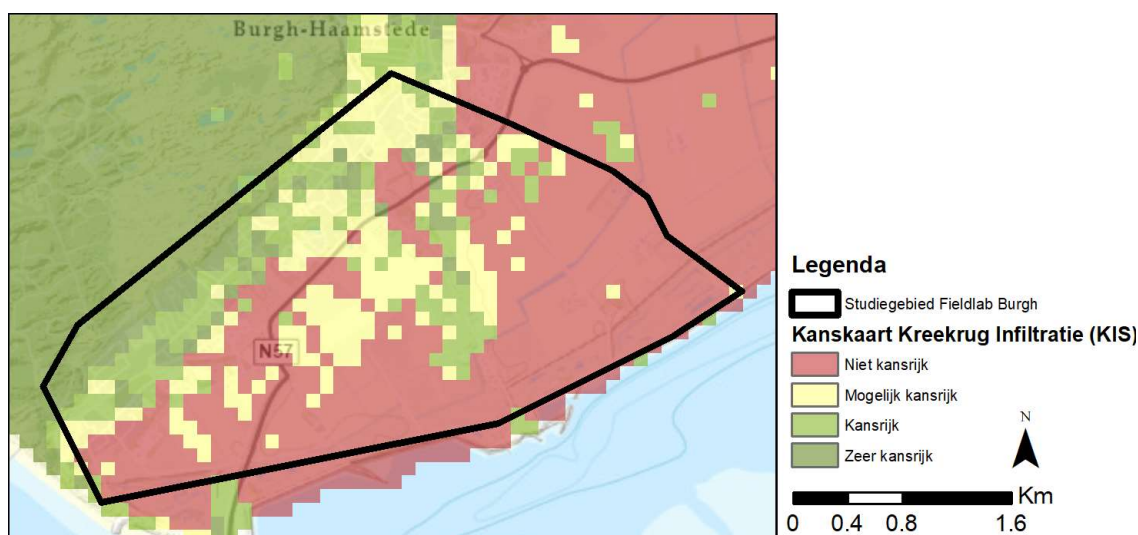 Burgh-Haamstede
N57
Legenda
Studiegebied Fieldlab Burgh
Kanskaart Kreekrug Infiltratie (KIS)
Niet kansrijk
Mogelijk kansrijk
Kansrijk
Zeer kansrijk
N
Km
0 0.4 0.8 1.6